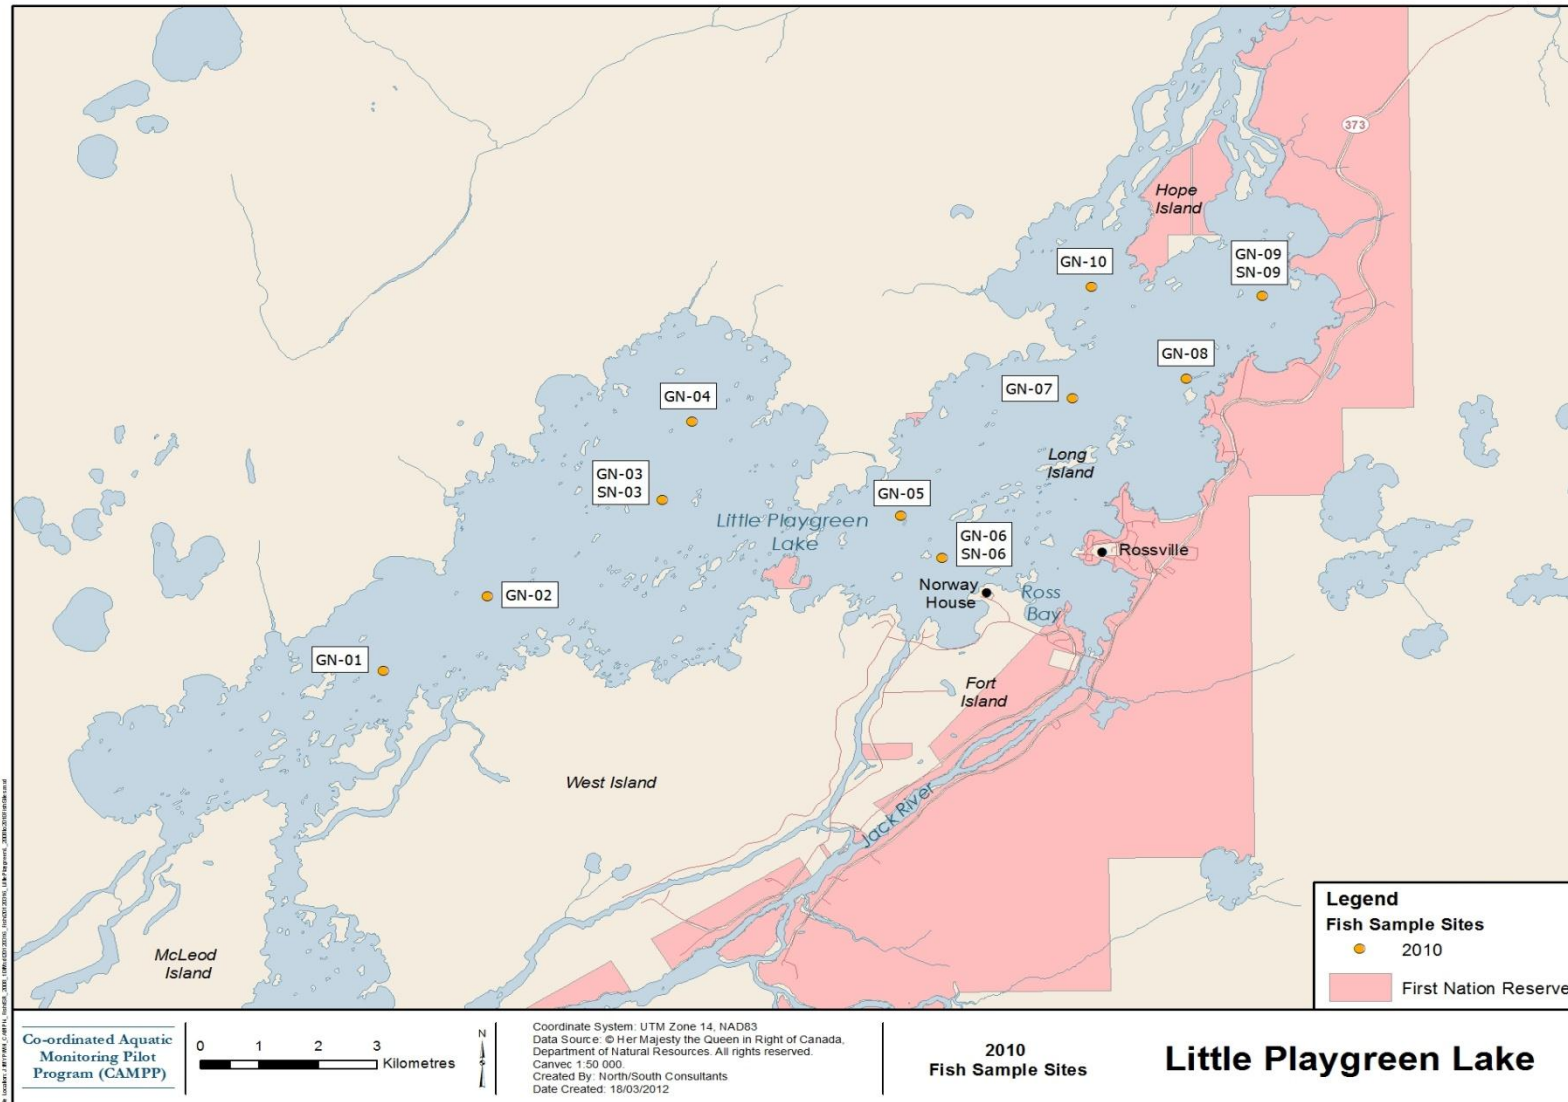 373
Hope
Island
GN-10
GN-09
SN-09
GN-08
GN-07
GN-04
Long
Island
GN-03
SN-03
GN-05
Little Playgreen
Lake
GN-06
SN-06
Rossville
Norway
House
Ross
Bay
GN-02
GN-01
Fort
Island
West Island
Jack River
McLeod
Island
Legend
Fish Sample Sites
2010
First Nation Reserve
Co-ordinated Aquatic
Monitoring Pilot
Program (CAMPP)
0 1 2 3
Kilometres
N
Coordinate System: UTM Zone 14, NAD83
Data Source: © Her Majesty the Queen in Right of Canada,
Department of Natural Resources. All rights reserved.
Canvec 1:50 000.
Created By: North/South Consultants
Date Created: 18/03/2012
2010
Fish Sample Sites
Little Playgreen Lake